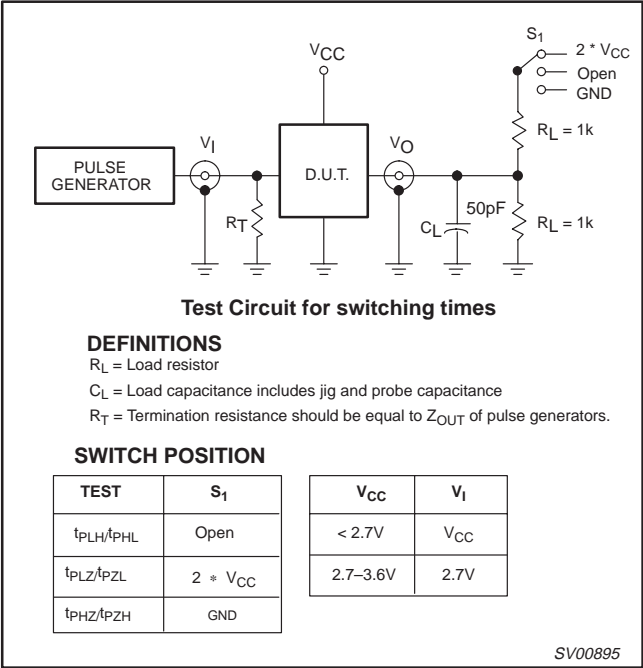 S1
2 * VCC
Open
GND
VCC
RL = 1k
VI
VO
PULSE
GENERATOR
D.U.T.
RT
50pF
CL
RL = 1k
Test Circuit for switching times
DEFINITIONS
RL = Load resistor
CL = Load capacitance includes jig and probe capacitance
RT = Termination resistance should be equal to ZOUT of pulse generators.
SWITCH POSITION
TEST S1
tPLH/tPHL Open
tPLZ/tPZL 2 * VCC
tPHZ/tPZH GND
VCC VI
< 2.7V VCC
2.7–3.6V 2.7V
SV00895